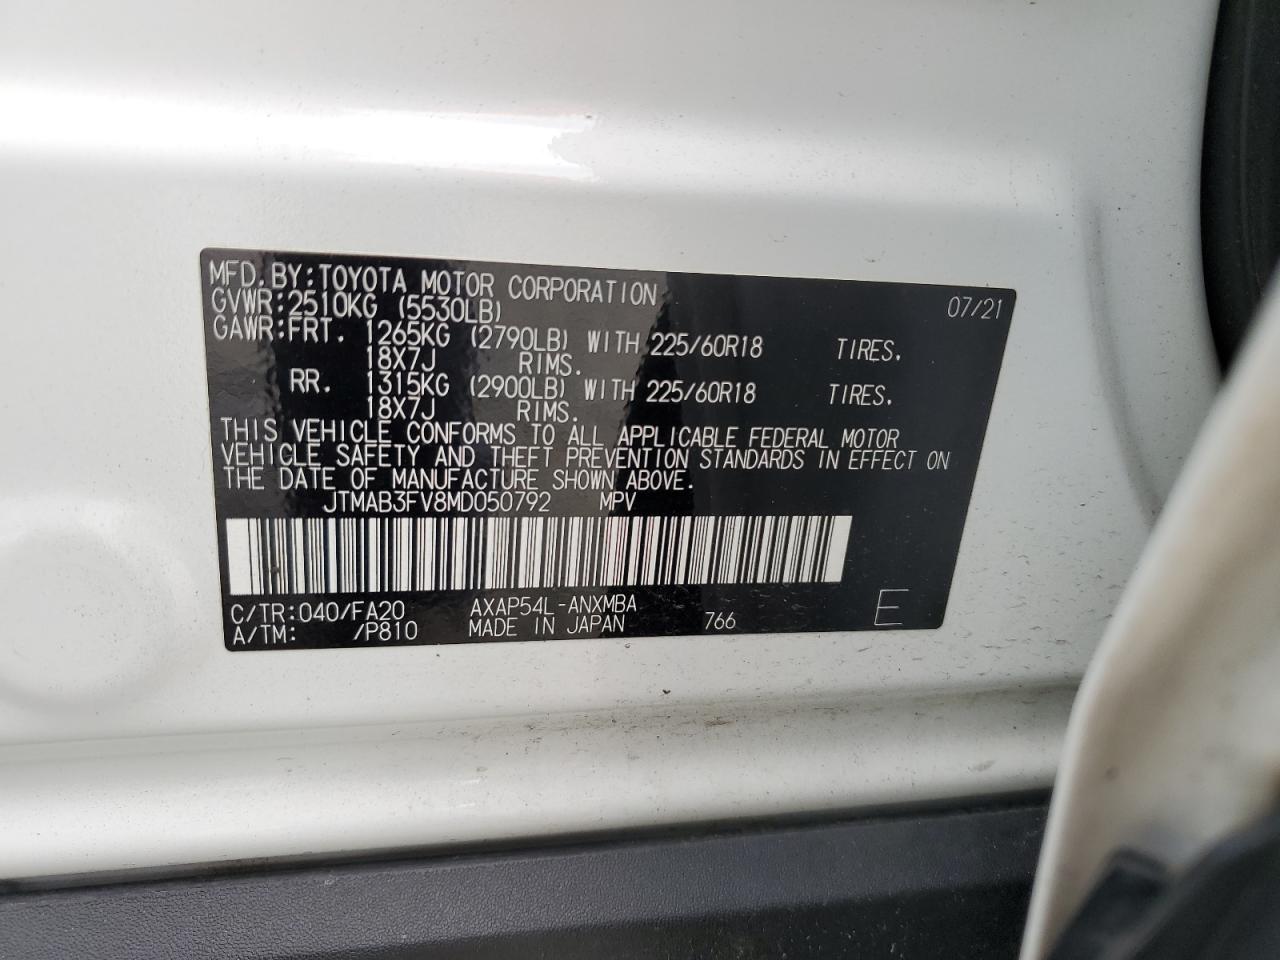 MFD.BY:TOYOTA MOTOR CORPORATION 07/21
GVWR:2510KG (5530LB)
GAWR:FRT. 1265KG (2790LB) WITH 225/60R18 TIRES.
18X7J RIMS.
RR. 1315KG (2900LB) WITH 225/60R18 TIRES.
18X7J RIMS.
THIS VEHICLE CONFORMS TO ALL APPLICABLE FEDERAL MOTOR
VEHICLE SAFETY AND THEFT PREVENTION STANDARDS IN EFFECT ON
THE DATE OF MANUFACTURE SHOWN ABOVE.
JTMAB3FV8MD050792 MPV
C/TR:040/FA20 AXAP54L-ANXMBA
A/TM: /P810 MADE IN JAPAN 766 E